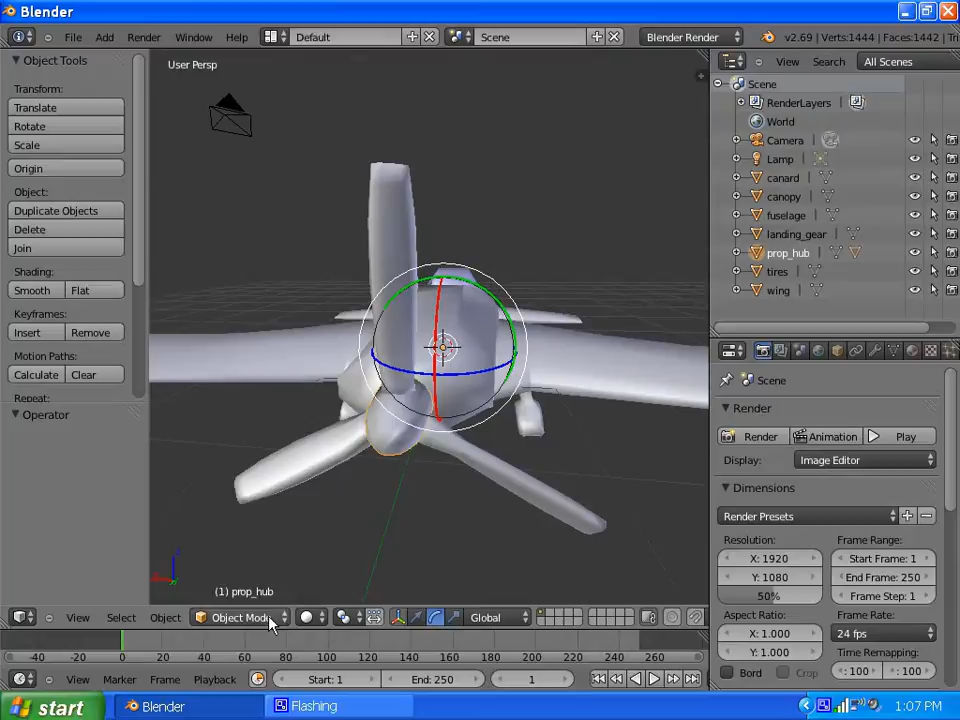 Blender
File Add Render Window Help Default Scene Blender Render v2.69 | Verts:1444 | Faces:1442 | Tris
Object Tools
User Persp
View Search All Scenes
Transform:
Translate
Rotate
Scale
Origin
Object:
Duplicate Objects
Delete
Join
Shading:
Smooth Flat
Keyframes:
Insert Remove
Motion Paths:
Calculate Clear
Repeat:
Operator
Scene
RenderLayers
World
Camera
Lamp
canard
canopy
fuselage
landing_gear
prop_hub
tires
wing
Scene
Render
Render Animation Play
Display: Image Editor
Dimensions
Render Presets
Resolution: Frame Range:
X: 1920 Start Frame: 1
Y: 1080 End Frame: 250
50% Frame Step: 1
Aspect Ratio: Frame Rate:
X: 1.000 24 fps
Y: 1.000 Time Remapping:
Bord Crop : 100 : 100
(1) prop_hub
View Select Object Object Mode Global
-40 -20 0 20 40 60 80 100 120 140 160 180 200 220 240 260
View Marker Frame Playback Start: 1 End: 250 1
start Blender Flashing 1:07 PM